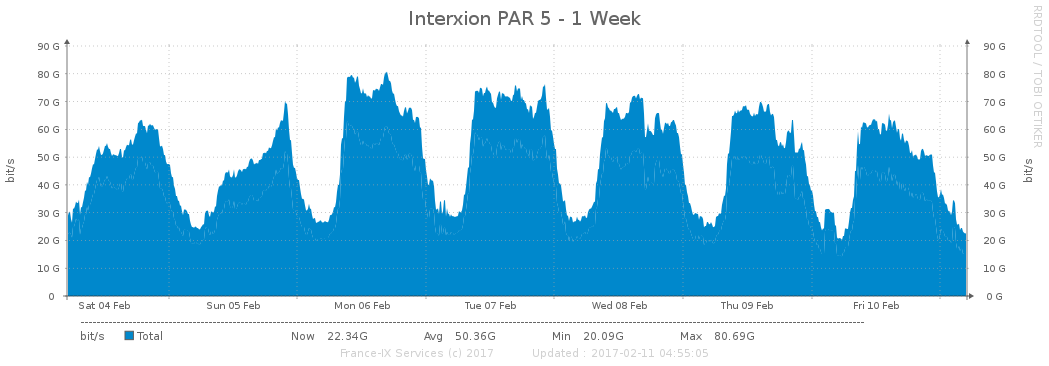 Interxion PAR 5 - 1 Week
RRDTOOL / TOBI OETIKER
bit/s
bit/s
90 G 90 G
80 G 80 G
70 G 70 G
60 G 60 G
50 G 50 G
40 G 40 G
30 G 30 G
20 G 20 G
10 G 10 G
0 0 G
Sat 04 Feb Sun 05 Feb Mon 06 Feb Tue 07 Feb Wed 08 Feb Thu 09 Feb Fri 10 Feb
bit/s Total Now 22.34G Avg 50.36G Min 20.09G Max 80.69G
France-IX Services (c) 2017 Updated : 2017-02-11 04:55:05